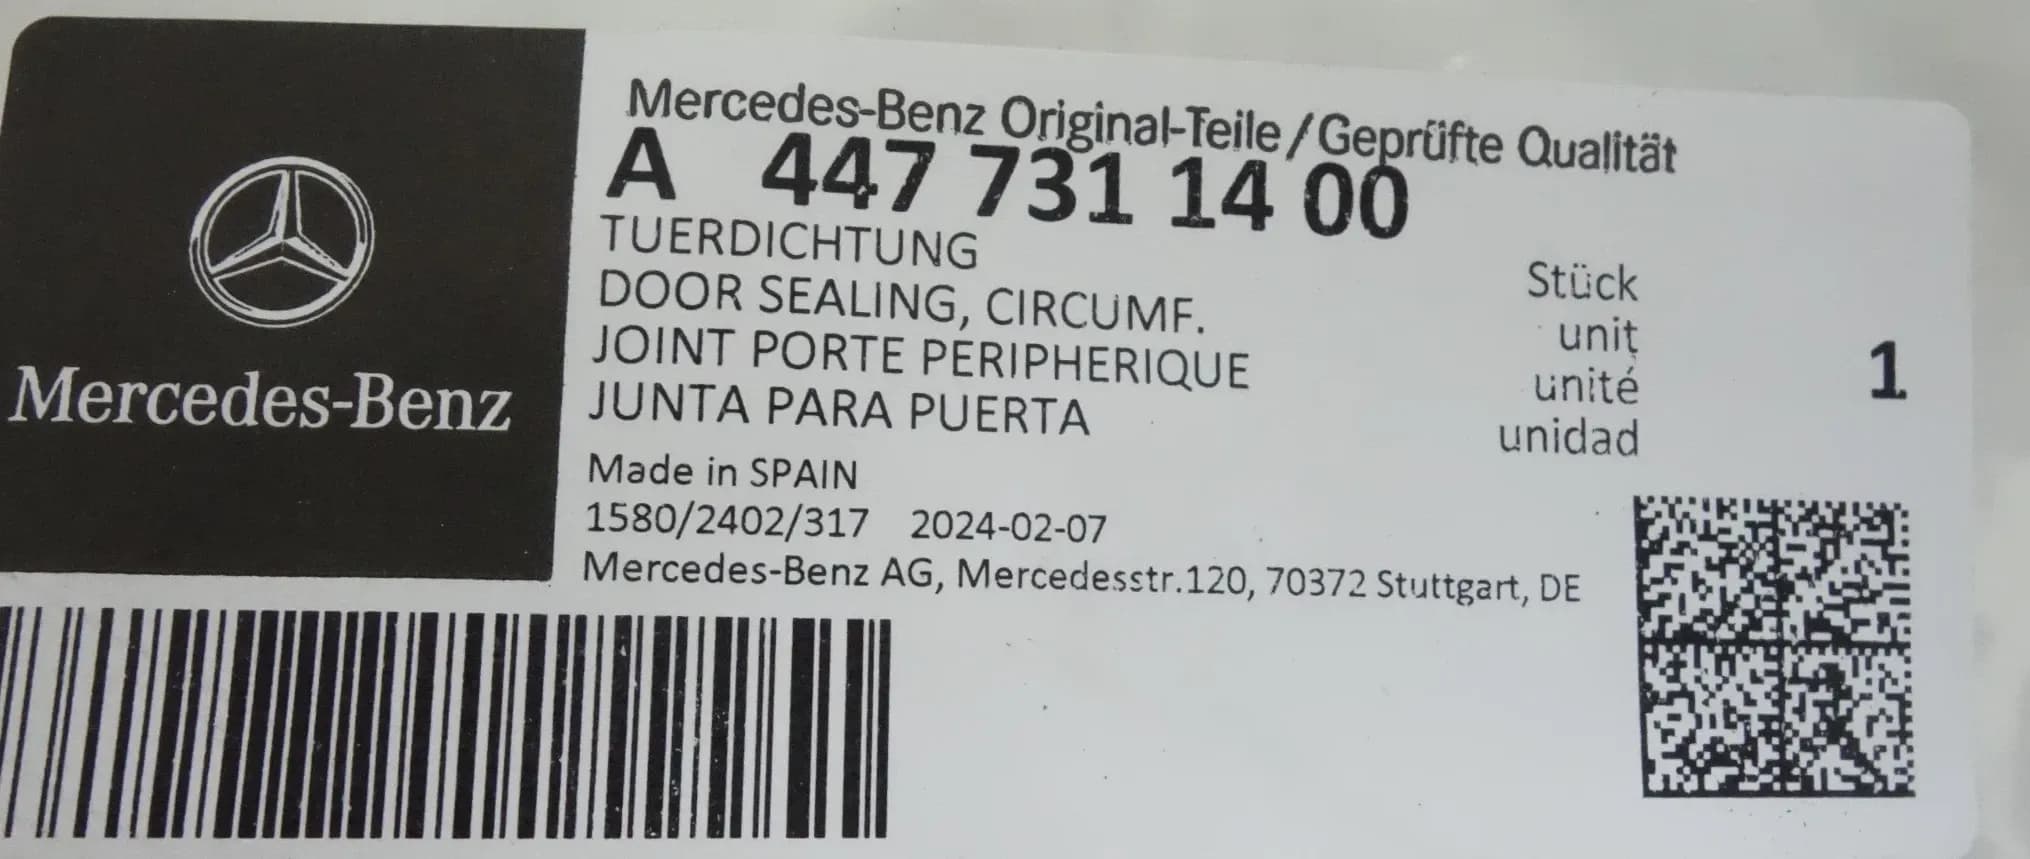 Mercedes-Benz
Mercedes-Benz Original-Teile/Geprüfte Qualität
A 447 731 14 00
TUERDICHTUNG
DOOR SEALING, CIRCUMF.
JOINT PORTE PERIPHERIQUE
JUNTA PARA PUERTA
Stück
unit
unité
unidad
1
Made in SPAIN
1580/2402/317 2024-02-07
Mercedes-Benz AG, Mercedesstr.120, 70372 Stuttgart, DE